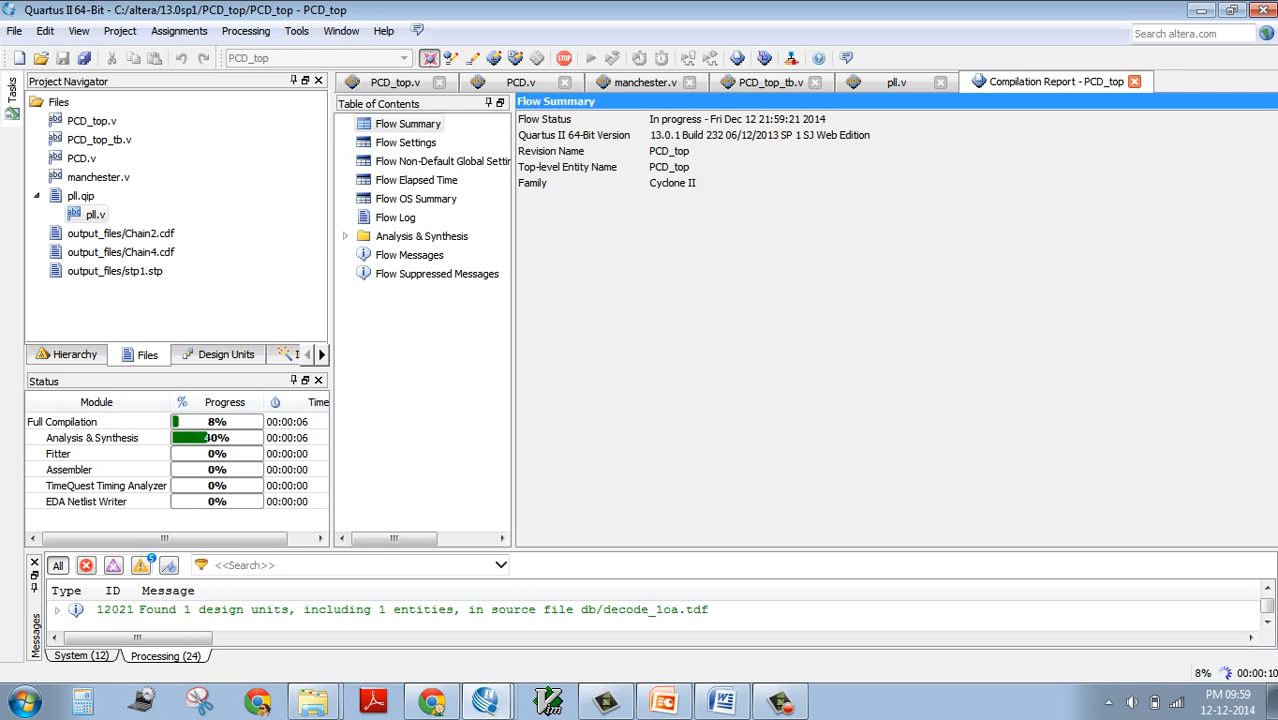 Quartus II 64-Bit - C:/altera/13.0sp1/PCD_top/PCD_top - PCD_top
File Edit View Project Assignments Processing Tools Window Help
Search altera.com
PCD_top
Tasks
Project Navigator
PCD_top.v PCD.v manchester.v PCD_top_tb.v pll.v Compilation Report - PCD_top
Files
PCD_top.v
PCD_top_tb.v
PCD.v
manchester.v
pll.qip
pll.v
output_files/Chain2.cdf
output_files/Chain4.cdf
output_files/stp1.stp
Hierarchy Files Design Units I
Table of Contents
Flow Summary
Flow Settings
Flow Non-Default Global Settin
Flow Elapsed Time
Flow OS Summary
Flow Log
Analysis & Synthesis
Flow Messages
Flow Suppressed Messages
Flow Summary
Flow Status In progress - Fri Dec 12 21:59:21 2014
Quartus II 64-Bit Version 13.0.1 Build 232 06/12/2013 SP 1 SJ Web Edition
Revision Name PCD_top
Top-level Entity Name PCD_top
Family Cyclone II
Status
Module % Progress Time
Full Compilation 8% 00:00:06
Analysis & Synthesis 40% 00:00:06
Fitter 0% 00:00:00
Assembler 0% 00:00:00
TimeQuest Timing Analyzer 0% 00:00:00
EDA Netlist Writer 0% 00:00:00
Messages
All 5 <<Search>>
Type ID Message
12021 Found 1 design units, including 1 entities, in source file db/decode_1oa.tdf
System (12) Processing (24)
8% 00:00:10
PM 09:59
12-12-2014